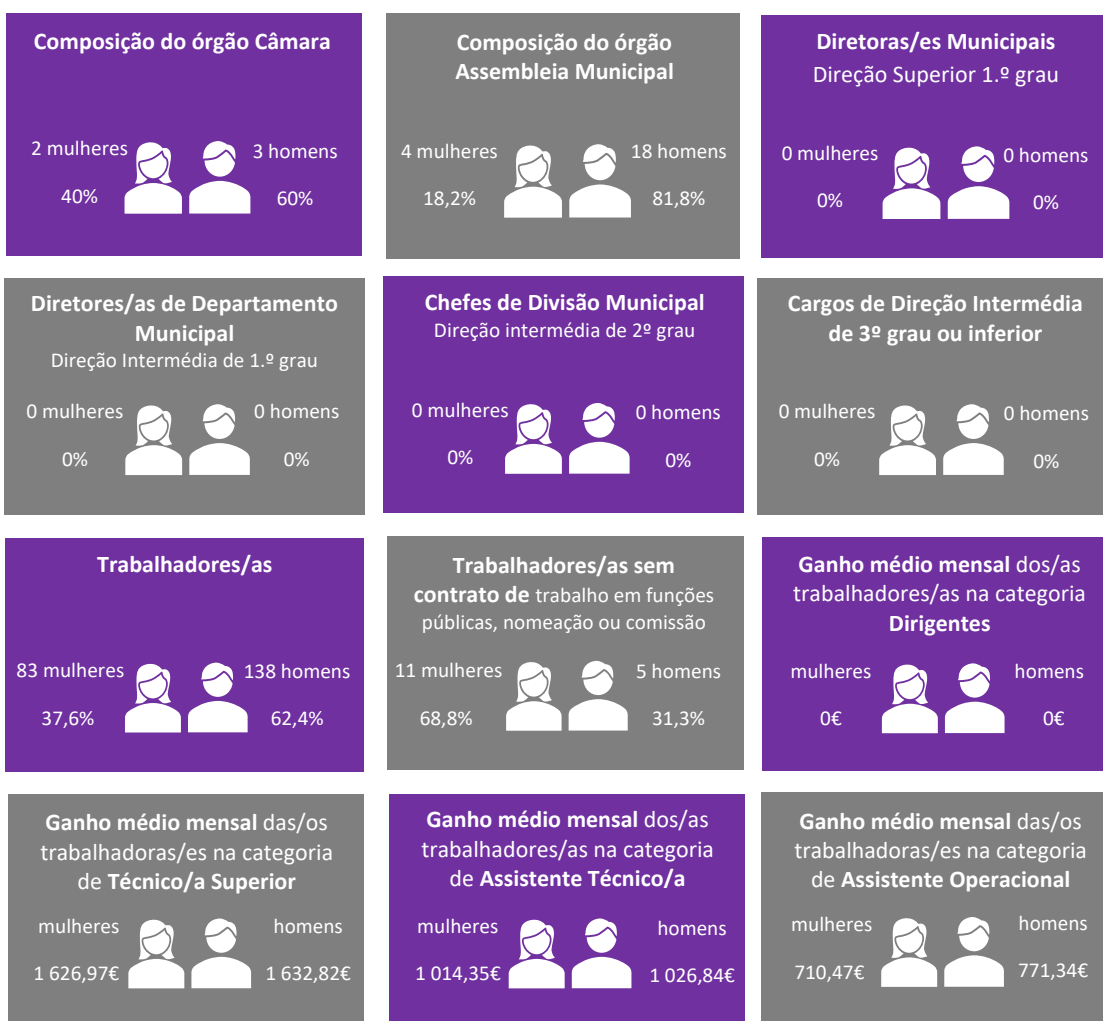 Composição do órgão Câmara
2 mulheres
3 homens
40%
60%
Composição do órgão
Assembleia Municipal
4 mulheres
18 homens
18,2%
81,8%
Diretoras/es Municipais
Direção Superior 1.º grau
0 mulheres
0 homens
0%
0%
Diretores/as de Departamento
Municipal
Direção Intermédia de 1.º grau
0 mulheres
0 homens
0%
0%
Chefes de Divisão Municipal
Direção intermédia de 2º grau
0 mulheres
0 homens
0%
0%
Cargos de Direção Intermédia
de 3º grau ou inferior
0 mulheres
0 homens
0%
0%
Trabalhadores/as
83 mulheres
138 homens
37,6%
62,4%
Trabalhadores/as sem
contrato de trabalho em funções
públicas, nomeação ou comissão
11 mulheres
5 homens
68,8%
31,3%
Ganho médio mensal dos/as
trabalhadores/as na categoria
Dirigentes
mulheres
homens
0€
0€
Ganho médio mensal das/os
trabalhadoras/es na categoria
de Técnico/a Superior
mulheres
homens
1 626,97€
1 632,82€
Ganho médio mensal dos/as
trabalhadores/as na categoria
de Assistente Técnico/a
mulheres
homens
1 014,35€
1 026,84€
Ganho médio mensal das/os
trabalhadoras/es na categoria
de Assistente Operacional
mulheres
homens
710,47€
771,34€